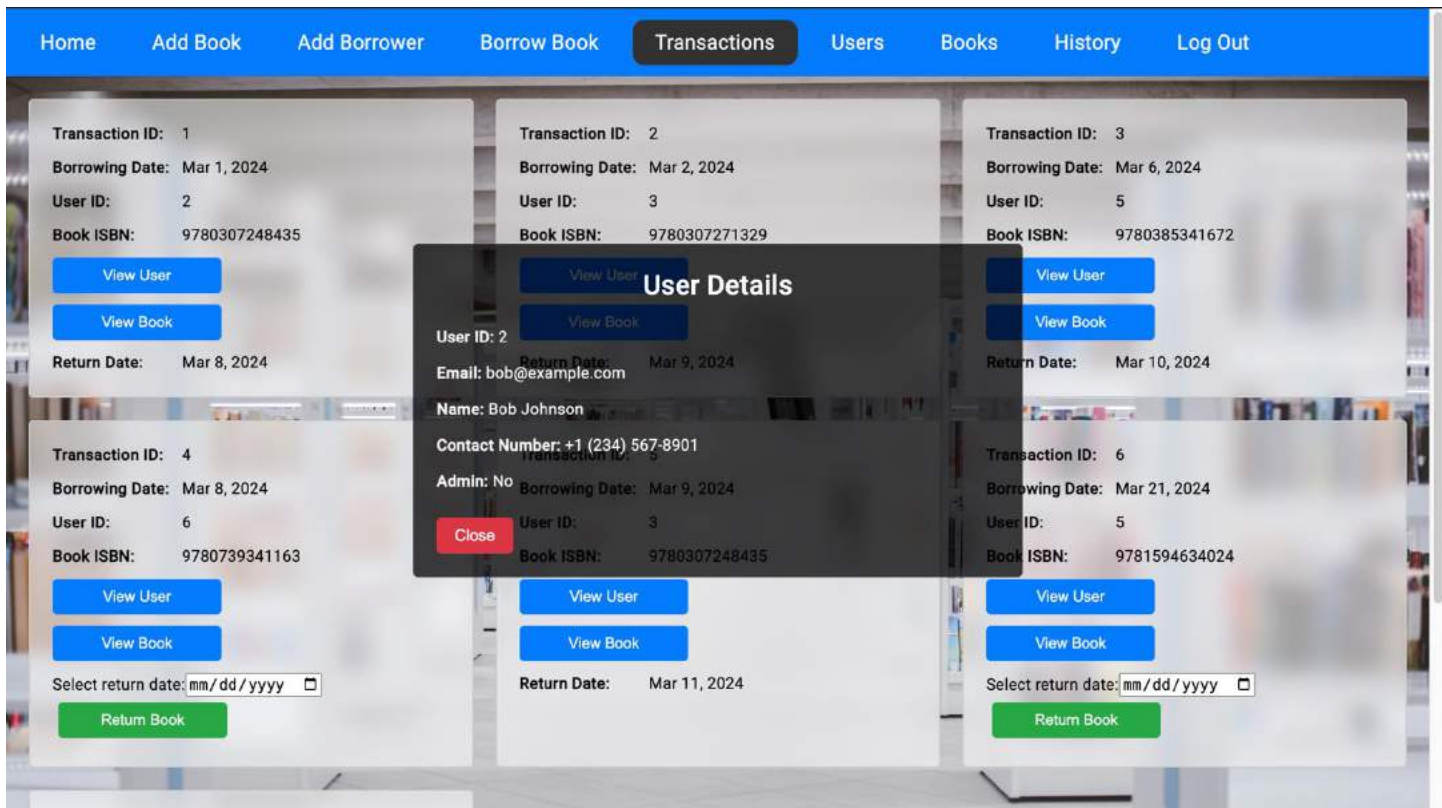 Home Add Book Add Borrower Borrow Book Transactions Users Books History Log Out
Transaction ID: 1
Borrowing Date: Mar 1, 2024
User ID: 2
Book ISBN: 9780307248435
View User
View Book
Return Date: Mar 8, 2024
Transaction ID: 2
Borrowing Date: Mar 2, 2024
User ID: 3
Book ISBN: 9780307271329
View User
View Book
Return Date: Mar 9, 2024
Transaction ID: 3
Borrowing Date: Mar 6, 2024
User ID: 5
Book ISBN: 9780385341672
View User
View Book
Return Date: Mar 10, 2024
User Details
User ID: 2
Email: bob@example.com
Name: Bob Johnson
Contact Number: +1 (234) 567-8901
Admin: No
Close
Transaction ID: 4
Borrowing Date: Mar 8, 2024
User ID: 6
Book ISBN: 9780739341163
View User
View Book
Select return date: mm/dd/yyyy
Return Book
Transaction ID: 5
Borrowing Date: Mar 9, 2024
User ID: 3
Book ISBN: 9780307248435
View User
View Book
Return Date: Mar 11, 2024
Transaction ID: 6
Borrowing Date: Mar 21, 2024
User ID: 5
Book ISBN: 9781594634024
View User
View Book
Select return date: mm/dd/yyyy
Return Book